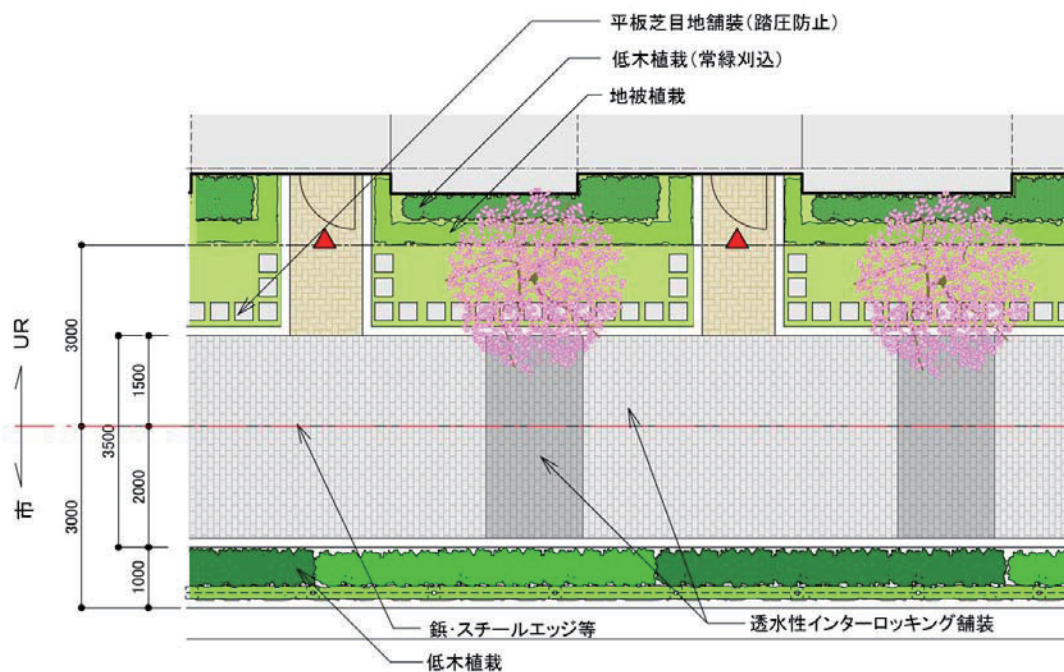 平板芝目地舗装(踏圧防止)
低木植栽(常緑刈込)
地被植栽
UR
市
3000
3000
3500
1500
2000
1000
鋲・スチールエッジ等
低木植栽
透水性インターロッキング舗装